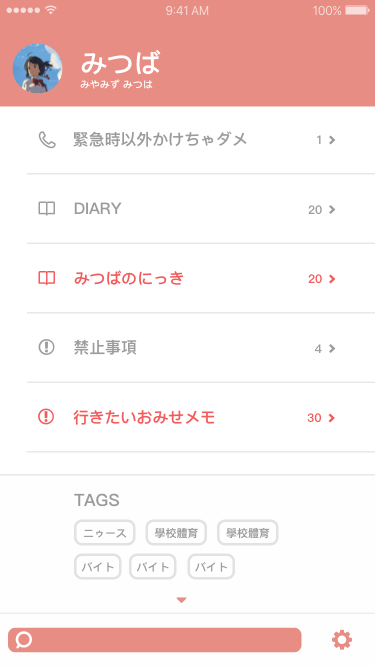 9:41 AM 100%
みつば
みやみず みつは
緊急時以外かけちゃダメ 1
DIARY 20
みつばのにっき 20
禁止事項 4
行きたいおみせメモ 30
TAGS
ニュース 學校體育 學校體育
バイト バイト バイト